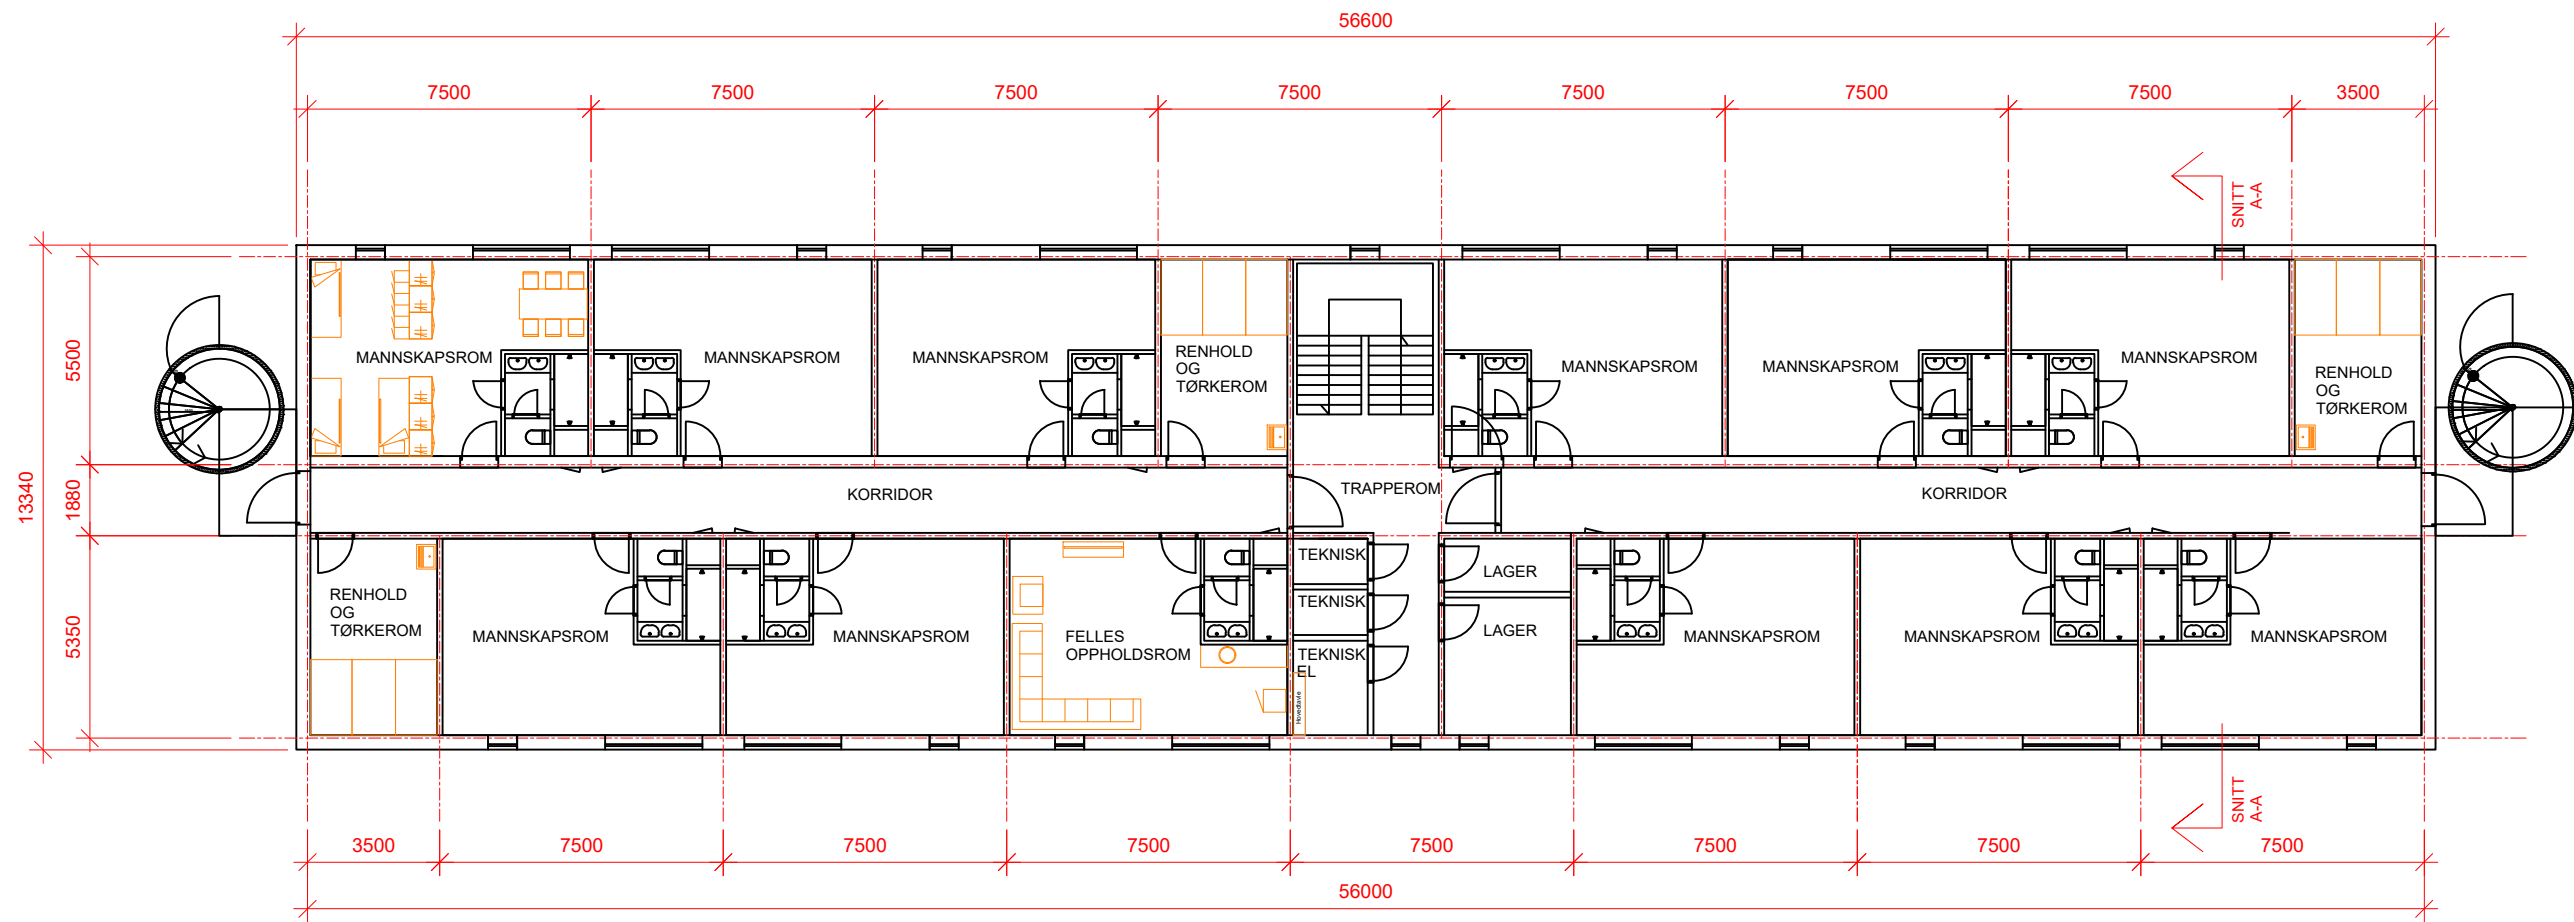 56600
7500
7500
7500
7500
7500
7500
7500
3500
SNITT
A-A
13340
5500
1880
5350
MANNSKAPSROM
MANNSKAPSROM
MANNSKAPSROM
RENHOLD
OG
TØRKEROM
MANNSKAPSROM
MANNSKAPSROM
MANNSKAPSROM
RENHOLD
OG
TØRKEROM
KORRIDOR
TRAPPEROM
KORRIDOR
RENHOLD
OG
TØRKEROM
MANNSKAPSROM
MANNSKAPSROM
FELLES
OPPHOLDSROM
TEKNISK
TEKNISK
TEKNISK
EL
Hovedtavle
LAGER
LAGER
MANNSKAPSROM
MANNSKAPSROM
MANNSKAPSROM
SNITT
A-A
3500
7500
7500
7500
7500
7500
7500
7500
56000